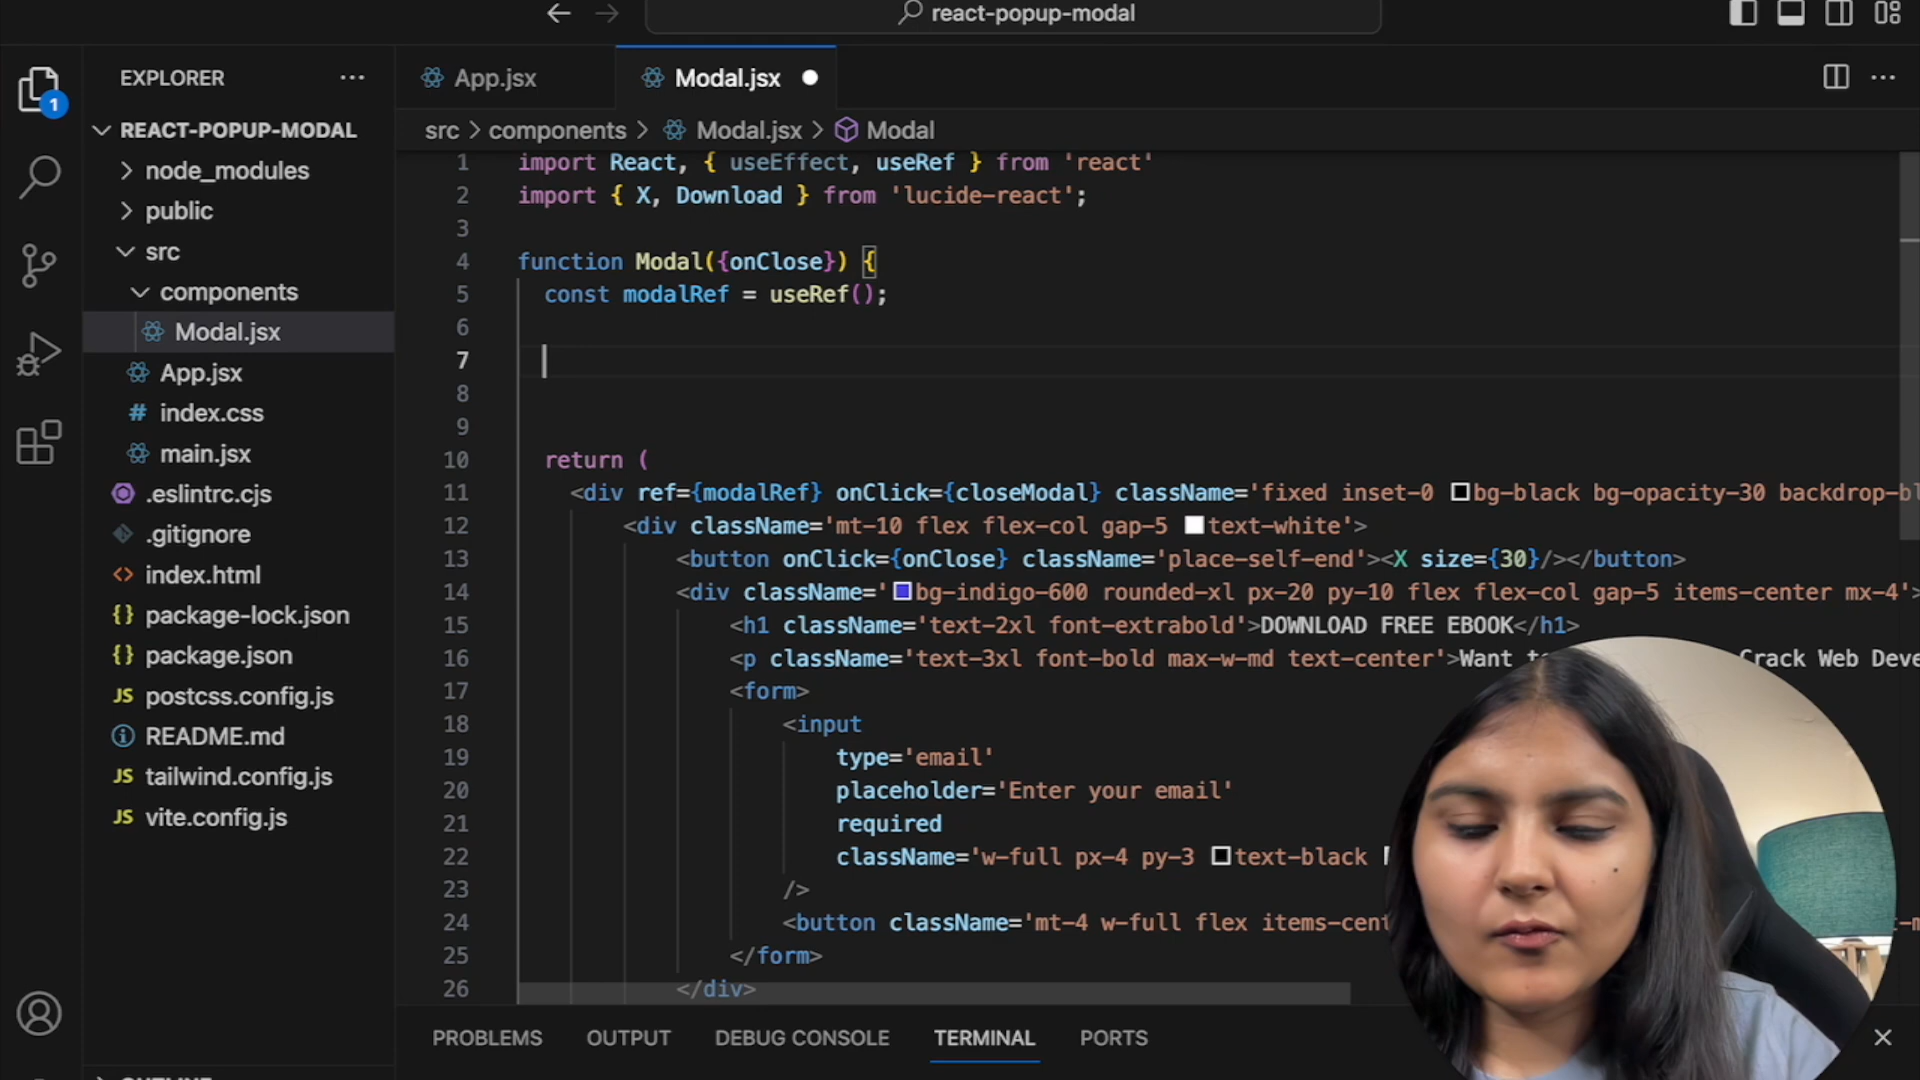 react-popup-modal
EXPLORER
App.jsx
Modal.jsx
1
REACT-POPUP-MODAL
node_modules
public
src
components
Modal.jsx
App.jsx
index.css
main.jsx
.eslintrc.cjs
.gitignore
index.html
package-lock.json
package.json
postcss.config.js
README.md
tailwind.config.js
vite.config.js
src > components > Modal.jsx > Modal
1 import React, { useEffect, useRef } from 'react'
2 import { X, Download } from 'lucide-react';
3
4 function Modal({onClose}) {
5 const modalRef = useRef();
6
7
8
9
10 return (
11 <div ref={modalRef} onClick={closeModal} className='fixed inset-0 bg-black bg-opacity-30
12 <div className='mt-10 flex flex-col gap-5 text-white'>
13 <button onClick={onClose} className='place-self-end'><X size={30}/></button>
14 <div className='bg-indigo-600 rounded-xl px-20 py-10 flex flex-col gap-5 items-center mx-4'>
15 <h1 className='text-2xl font-extrabold'>DOWNLOAD FREE EBOOK</h1>
16 <p className='text-3xl font-bold max-w-md text-center'>Want Crack Web
17 <form>
18 <input
19 type='email'
20 placeholder='Enter your email'
21 required
22 className='w-full px-4 py-3 text-black
23 />
24 <button className='mt-4 w-full flex
25 </form>
26 </div>
PROBLEMS OUTPUT DEBUG CONSOLE TERMINAL PORTS